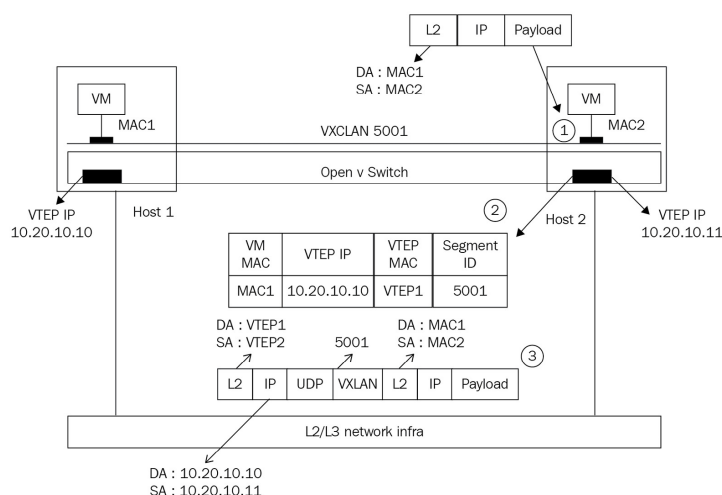 L2 IP Payload
DA : MAC1
SA : MAC2
VM
MAC1
VM
MAC2
1
VXCLAN 5001
Open v Switch
VTEP IP
10.20.10.10
Host 1
2
Host 2
VTEP IP
10.20.10.11
VM MAC
VTEP IP
VTEP MAC
Segment ID
MAC1 10.20.10.10 VTEP1 5001
DA : VTEP1
SA : VTEP2
5001
DA : MAC1
SA : MAC2
3
L2 IP UDP VXLAN L2 IP Payload
L2/L3 network infra
DA : 10.20.10.10
SA : 10.20.10.11